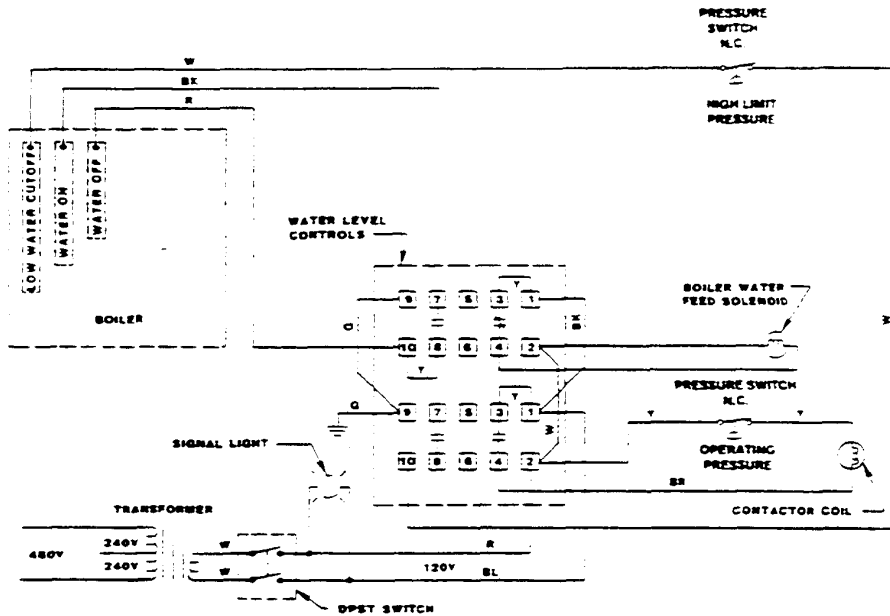 PRESSURE
SWITCH
N.C.
W
BK
R
HIGH LIMIT
PRESSURE
LOW WATER CUTOFF
WATER ON
WATER OFF
BOILER
WATER LEVEL
CONTROLS
Y
9 7 5 3 1
G
BK
BOILER WATER
FEED SOLENOID
W
10 8 6 4 2
Y
Y
PRESSURE SWITCH
N.C.
G
9 7 5 3 1
W
Y
Y
SIGNAL LIGHT
10 8 6 4 2
OPERATING
PRESSURE
BR
TRANSFORMER
CONTACTOR COIL
480V
240V
240V
W
W
R
120V
BL
DPST SWITCH